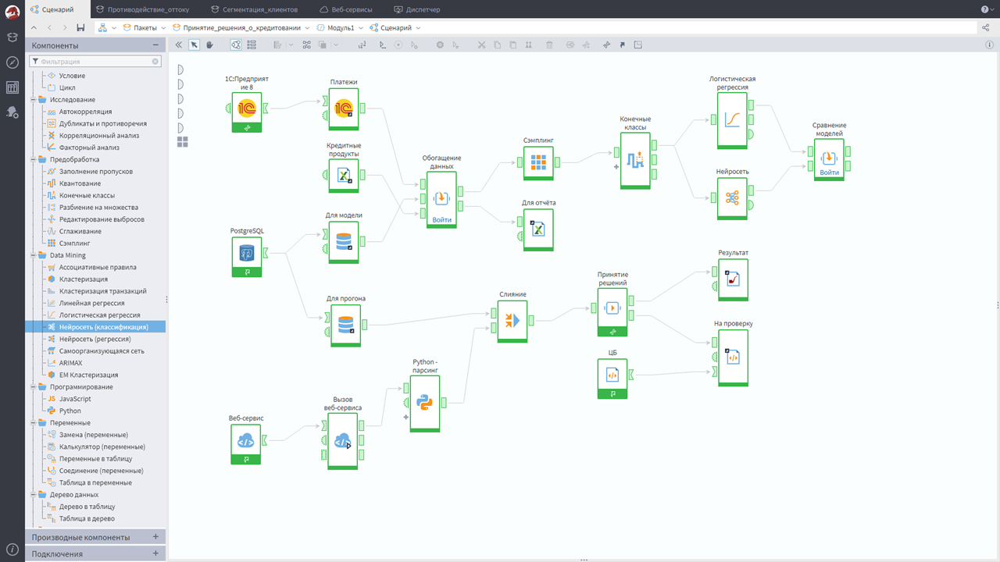 Сценарий
Противодействие_оттоку
Сегментация_клиентов
Веб-сервисы
Диспетчер
Пакеты
Принятие_решения_о_кредитовании
Модуль1
Сценарий
Компоненты
Фильтрация
Условие
Цикл
Исследование
Автокорреляция
Дубликаты и противоречия
Корреляционный анализ
Факторный анализ
Предобработка
Заполнение пропусков
Квантование
Конечные классы
Разбиение на множества
Редактирование выбросов
Сглаживание
Сэмплинг
Data Mining
Ассоциативные правила
Кластеризация
Кластеризация транзакций
Линейная регрессия
Логистическая регрессия
Нейросеть (классификация)
Нейросеть (регрессия)
Самоорганизующаяся сеть
ARIMAX
EM Кластеризация
Программирование
JavaScript
Python
Переменные
Замена (переменные)
Калькулятор (переменные)
Переменные в таблицу
Соединение (переменные)
Таблица в переменные
Дерево данных
Дерево в таблицу
Таблица в дерево
Производные компоненты
Подключения
1С:Предприят
ие 8
Платежи
Кредитные
продукты
Для модели
PostgreSQL
Для прогона
Веб-сервис
Вызов
веб-сервиса
Python -
парсинг
Обогащение
данных
Войти
Сэмплинг
Для отчёта
Слияние
Конечные
классы
Логистическая
регрессия
Нейросеть
Сравнение
моделей
Войти
Принятие
решений
ЦБ
Результат
На проверку